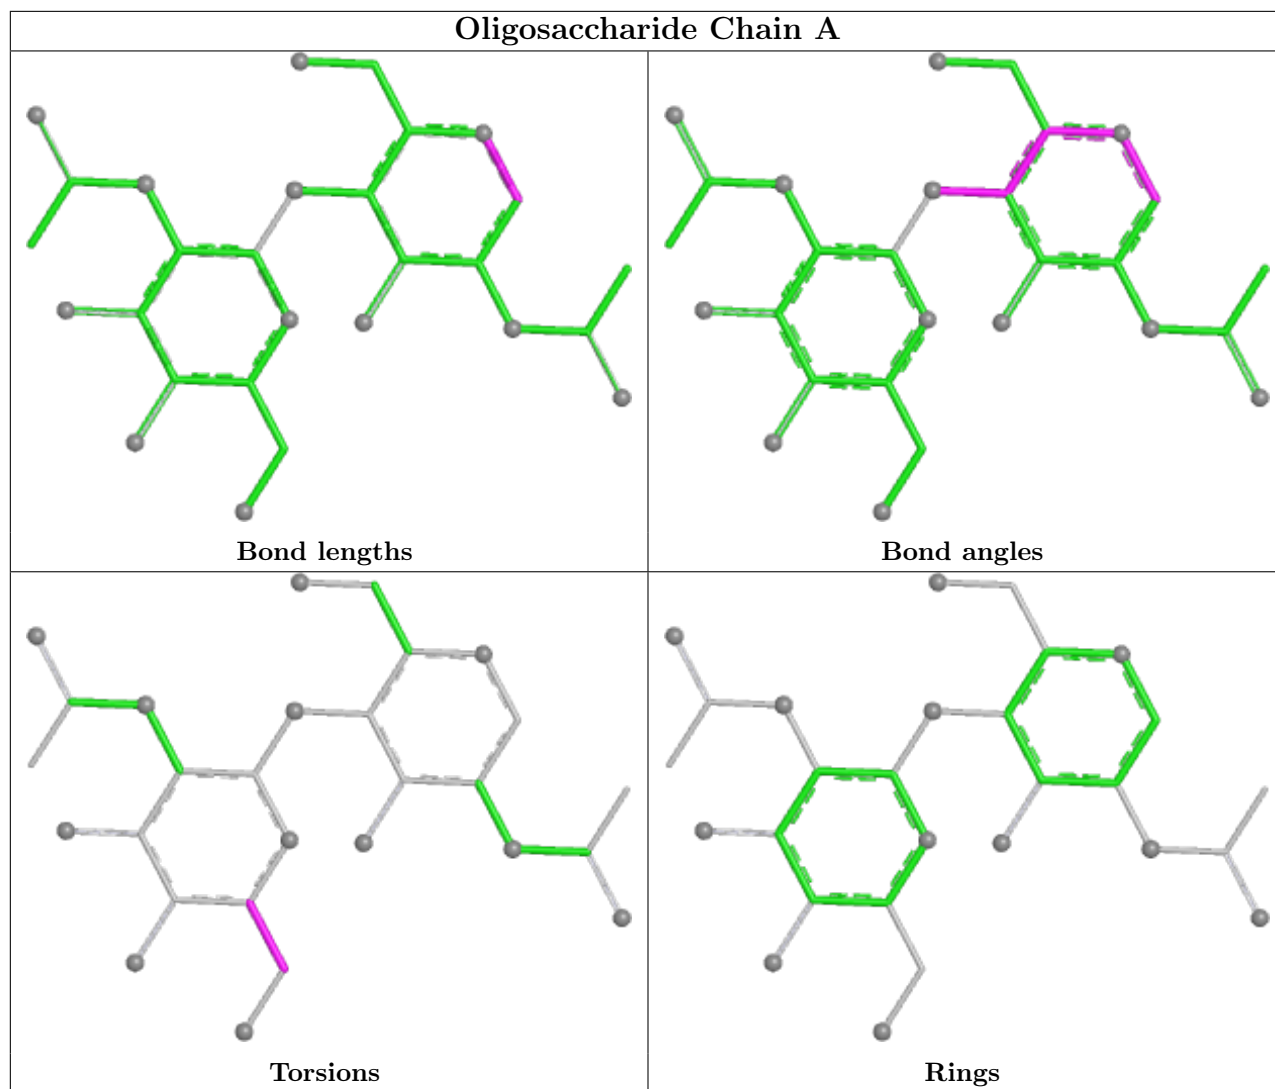 Oligosaccharide Chain A
Bond lengths
Bond angles
Torsions
Rings